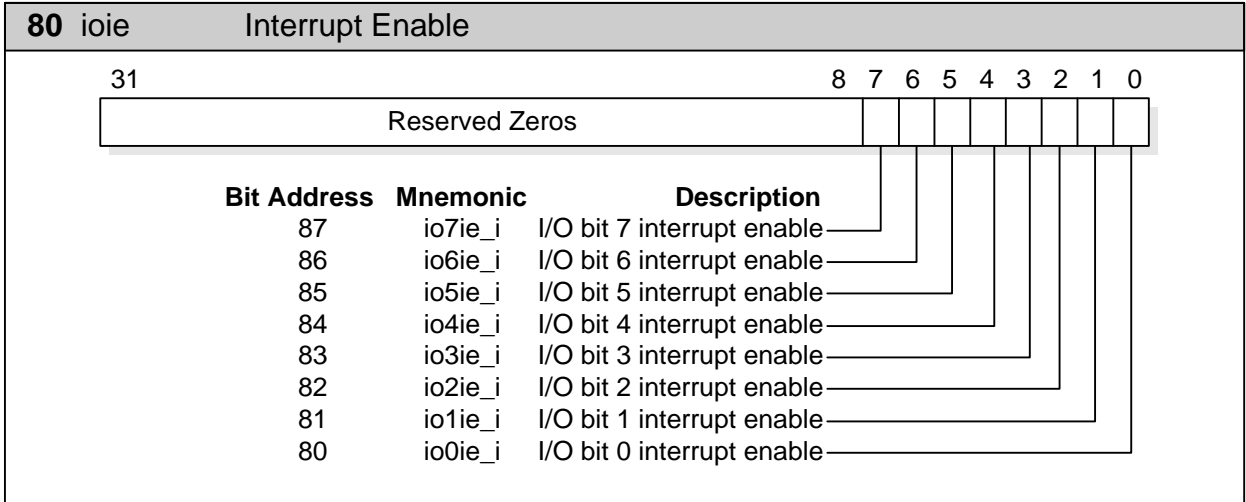 80 ioie Interrupt Enable
31 8 7 6 5 4 3 2 1 0
Reserved Zeros
Bit Address Mnemonic Description
87 io7ie_i I/O bit 7 interrupt enable
86 io6ie_i I/O bit 6 interrupt enable
85 io5ie_i I/O bit 5 interrupt enable
84 io4ie_i I/O bit 4 interrupt enable
83 io3ie_i I/O bit 3 interrupt enable
82 io2ie_i I/O bit 2 interrupt enable
81 io1ie_i I/O bit 1 interrupt enable
80 io0ie_i I/O bit 0 interrupt enable